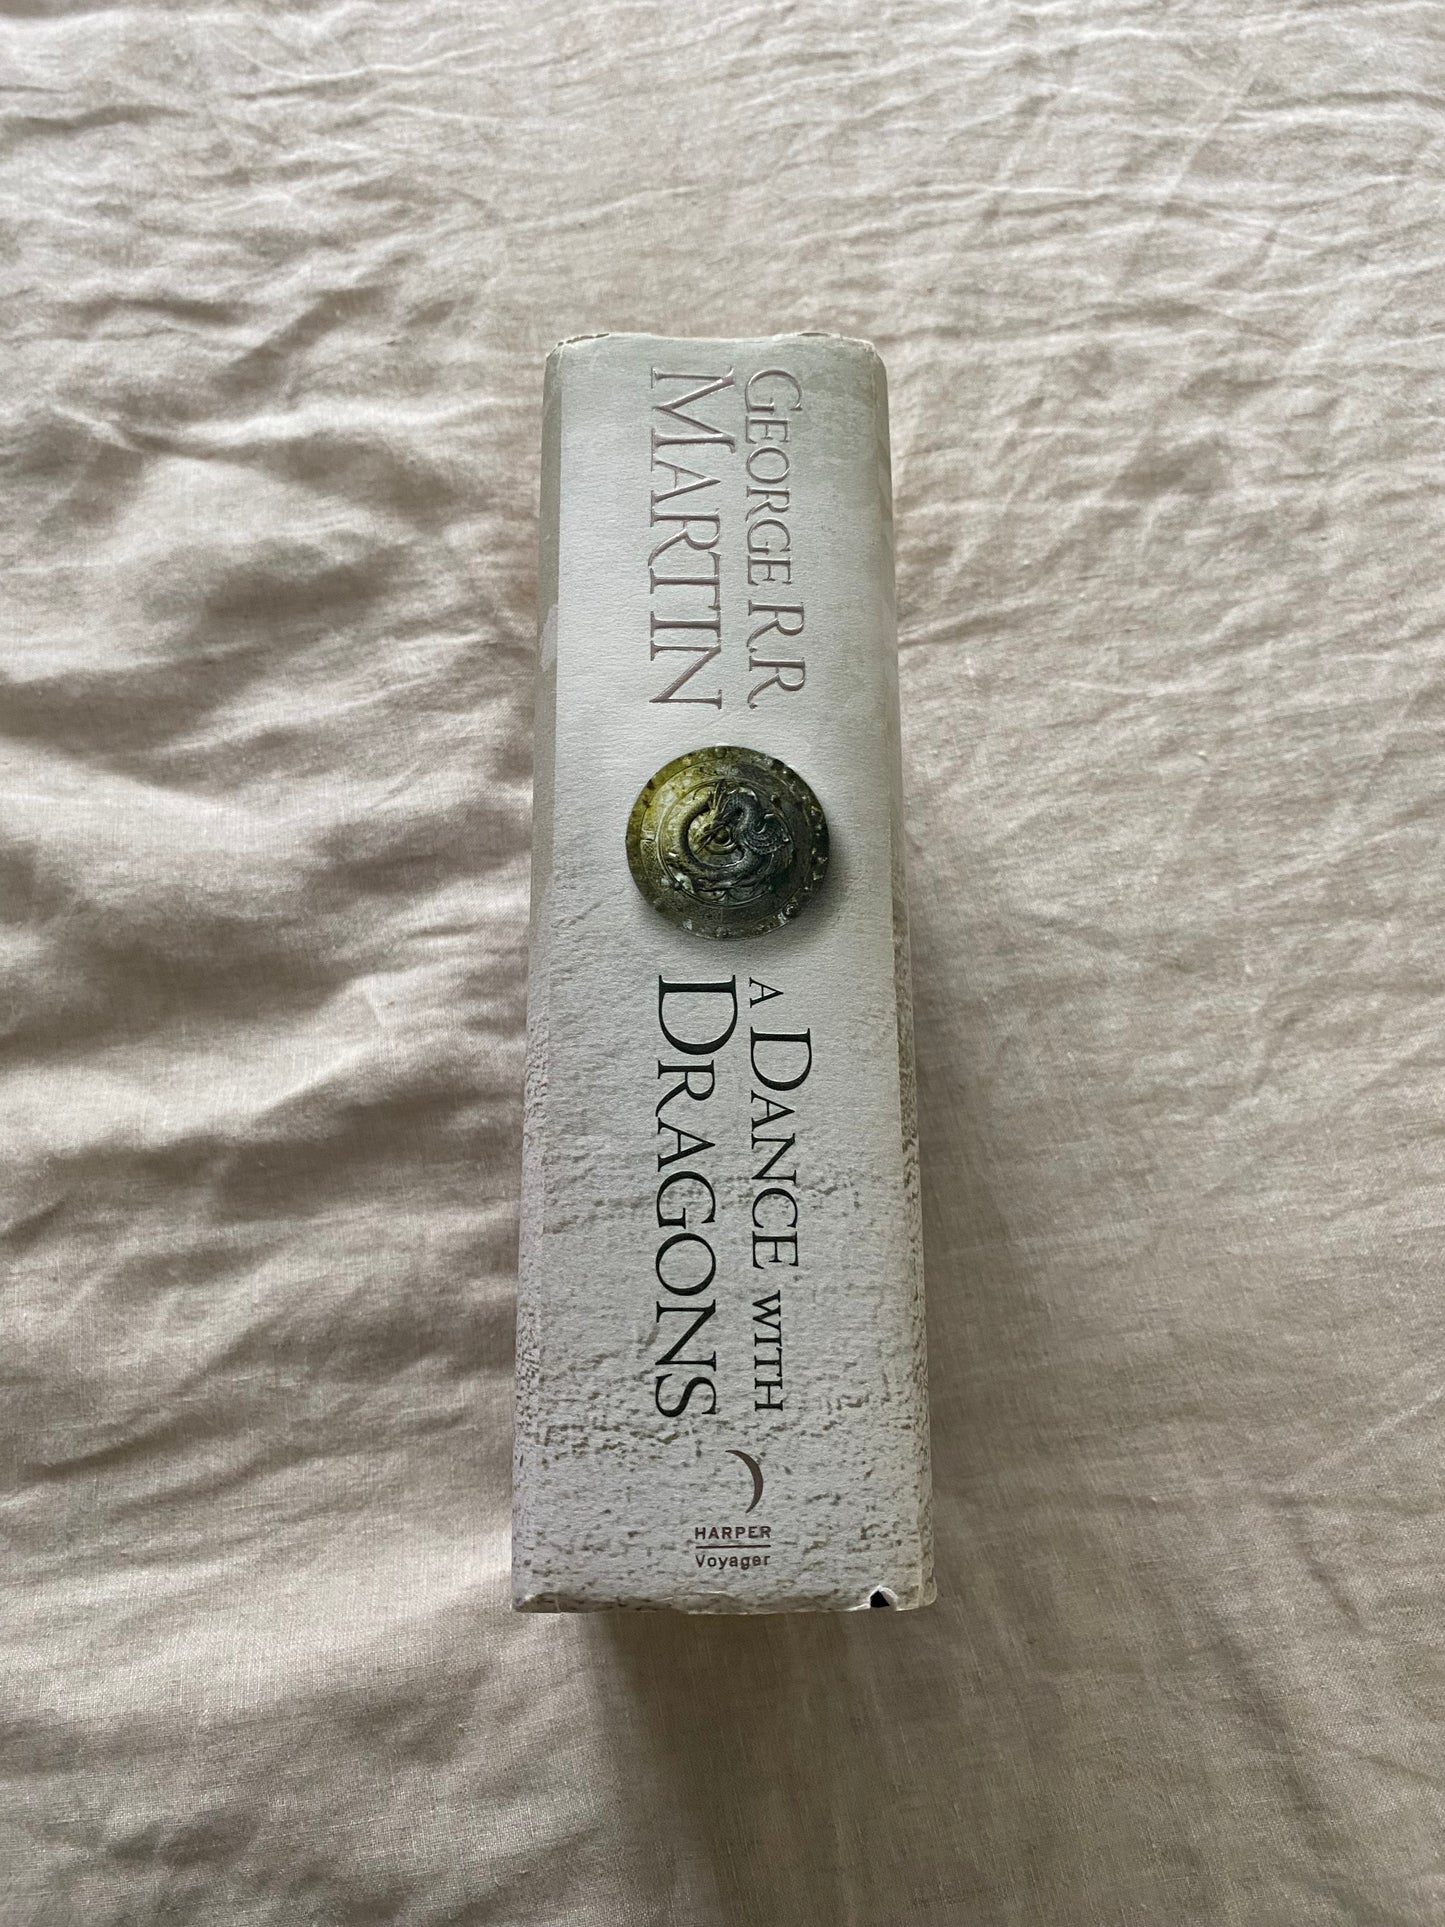 GEORGE R.R.
MARTIN
A DANCE WITH
DRAGONS
HARPER
Voyager